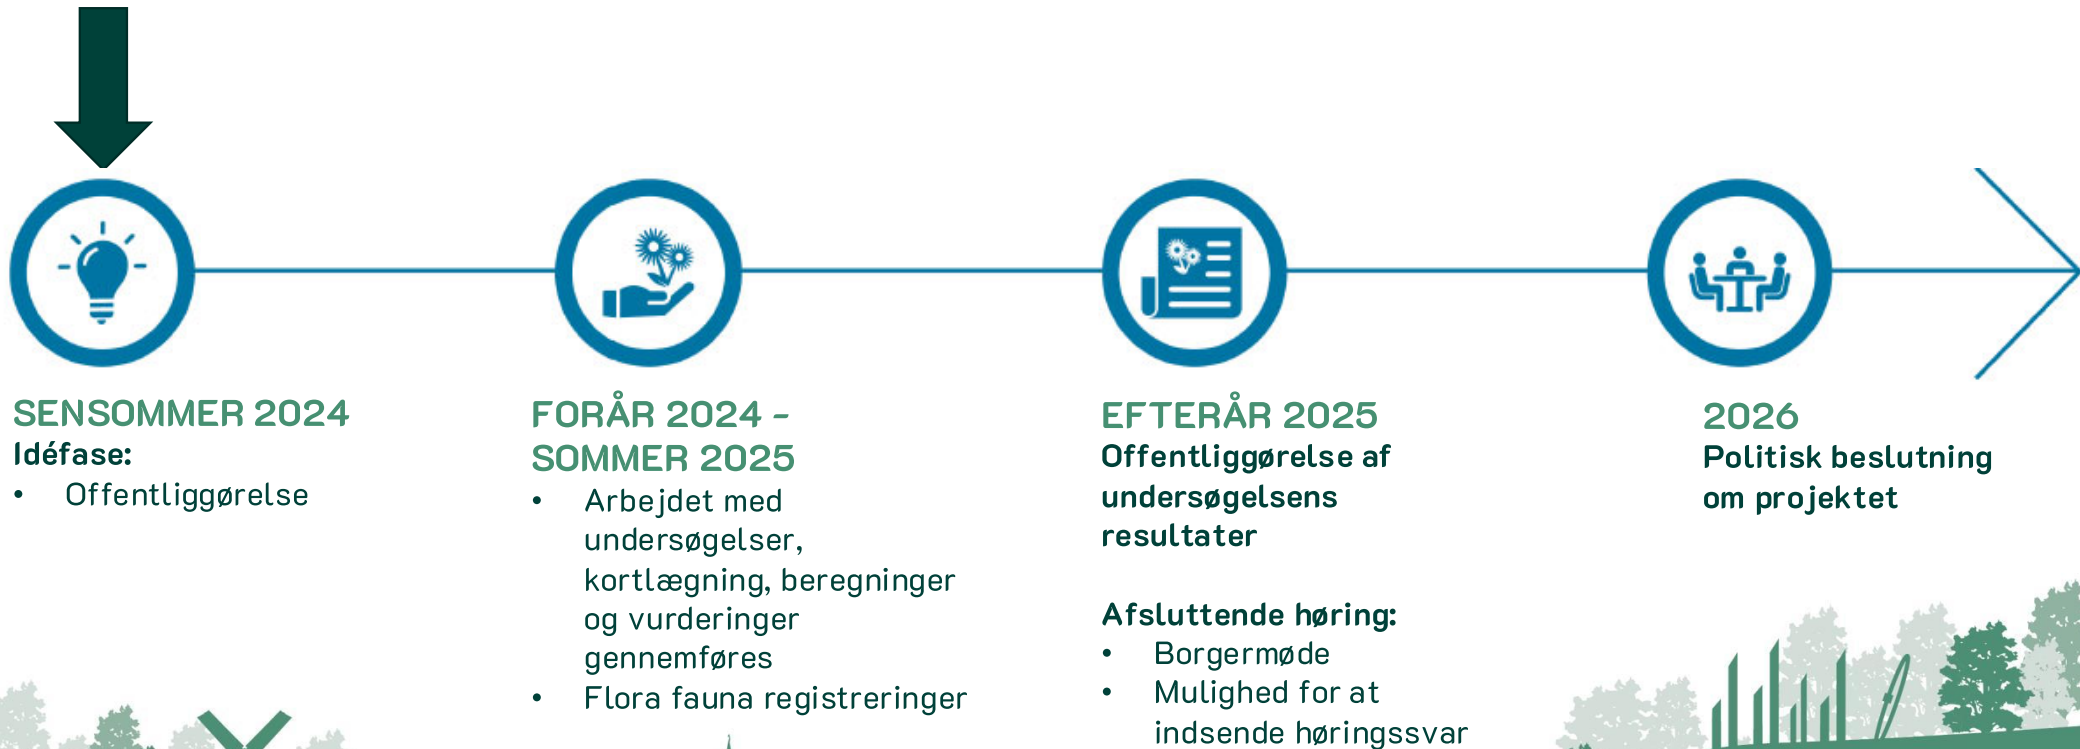 SENSOMMER 2024
Idéfase:
• Offentliggørelse
FORÅR 2024 -
SOMMER 2025
• Arbejdet med
undersøgelser,
kortlægning, beregninger
og vurderinger
gennemføres
• Flora fauna registreringer
EFTERÅR 2025
Offentliggørelse af
undersøgelsens
resultater
Afsluttende høring:
• Borgermøde
• Mulighed for at
indsende høringssvar
2026
Politisk beslutning
om projektet